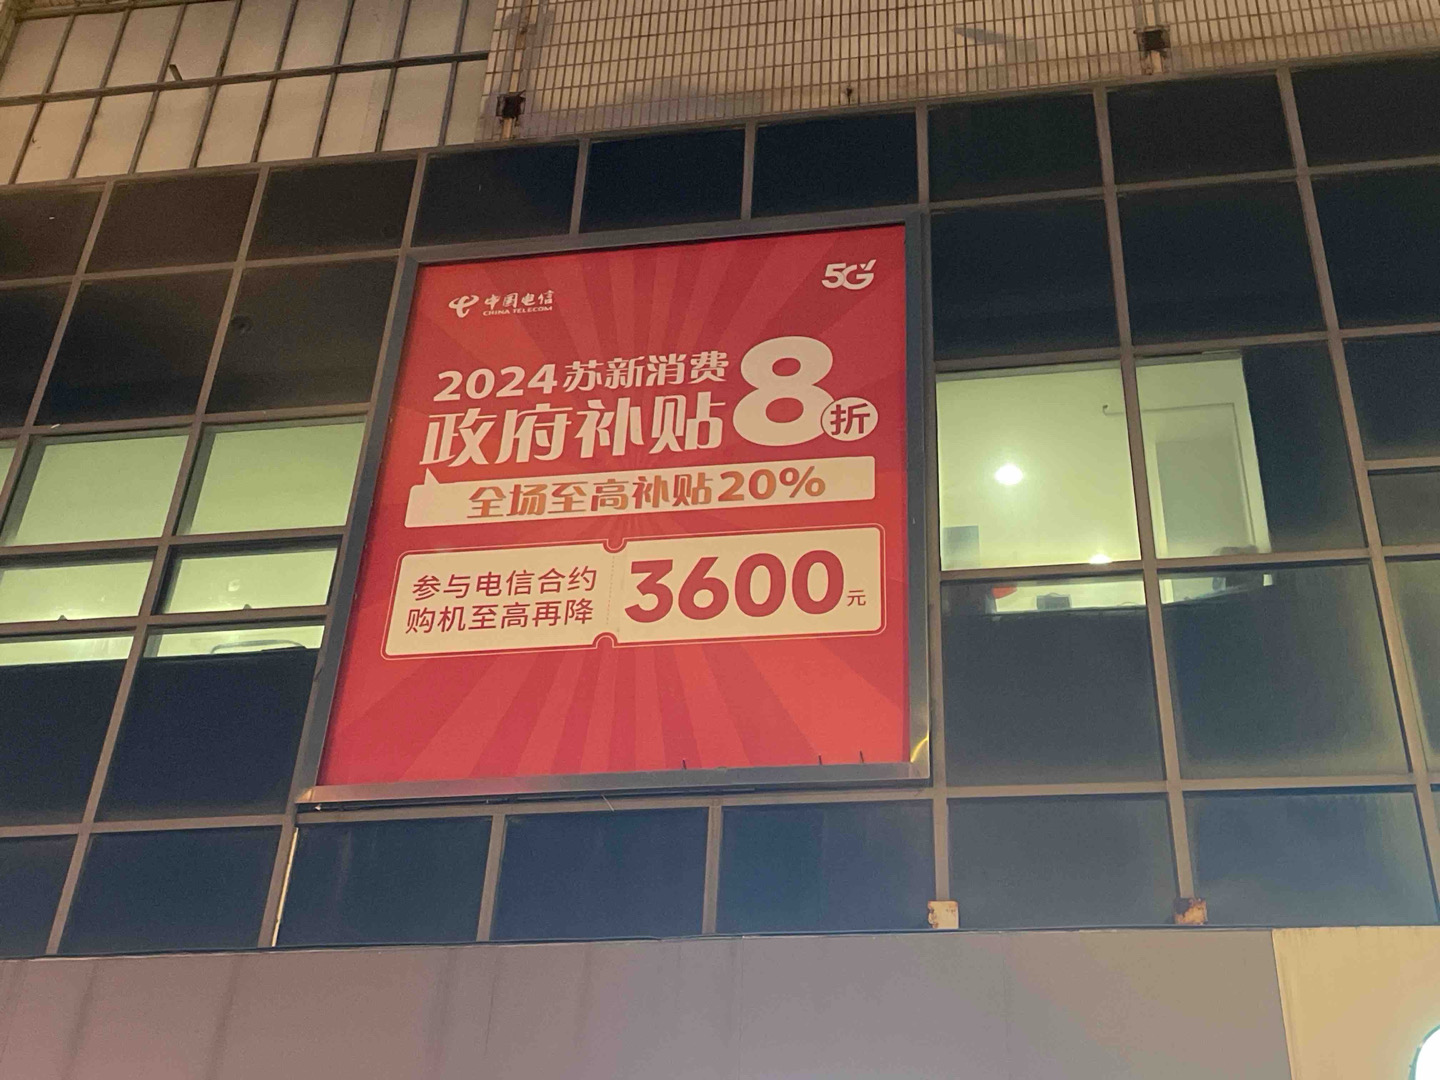 中国电信
CHINA TELECOM
5G
2024苏新消费
政府补贴8折
全场至高补贴20%
参与电信合约
购机至高再降
3600元